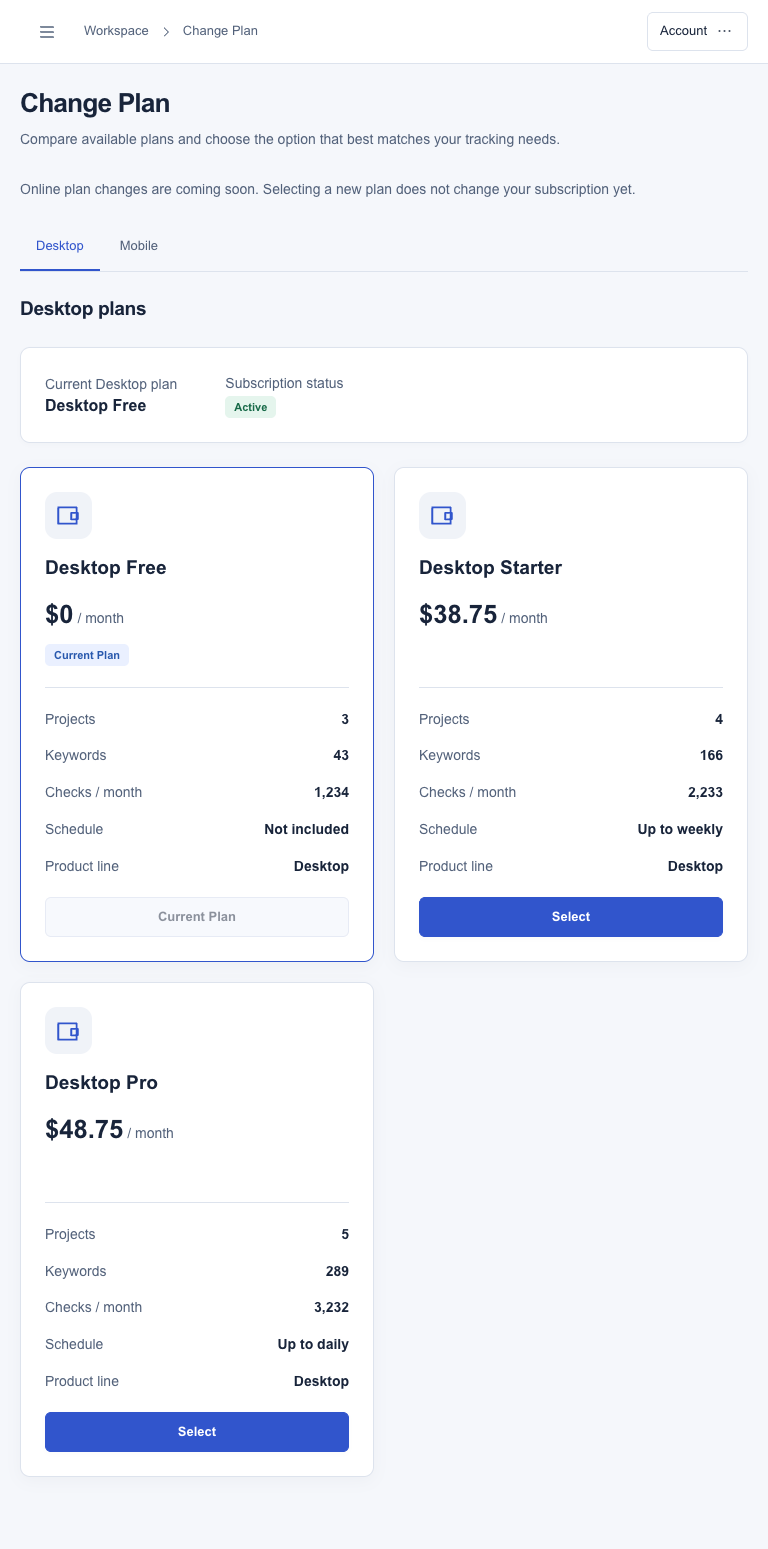 Workspace
Change Plan
Account ...
Change Plan
Compare available plans and choose the option that best matches your tracking needs.
Online plan changes are coming soon. Selecting a new plan does not change your subscription yet.
Desktop
Mobile
Desktop plans
Current Desktop plan
Desktop Free
Subscription status
Active
Desktop Free
$0 / month
Current Plan
Projects 3
Keywords 43
Checks / month 1,234
Schedule Not included
Product line Desktop
Current Plan
Desktop Starter
$38.75 / month
Projects 4
Keywords 166
Checks / month 2,233
Schedule Up to weekly
Product line Desktop
Select
Desktop Pro
$48.75 / month
Projects 5
Keywords 289
Checks / month 3,232
Schedule Up to daily
Product line Desktop
Select